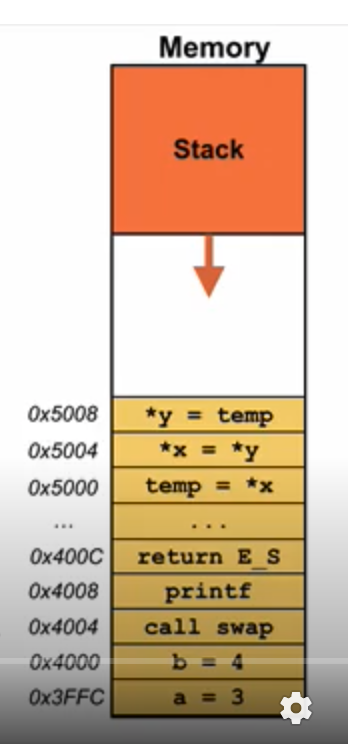 Memory
Stack
0x5008 *y = temp
0x5004 *x = *y
0x5000 temp = *x
... ...
0x400C return E_S
0x4008 printf
0x4004 call swap
0x4000 b = 4
0x3FFC a = 3